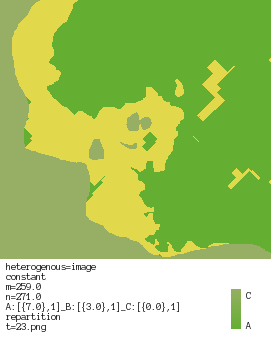 heterogenous=image
constant
m=259.0
n=271.0
A:[{7.0},1]_B:[{3.0},1]_C:[{0.0},1]
repartition
t=23.png
C
A